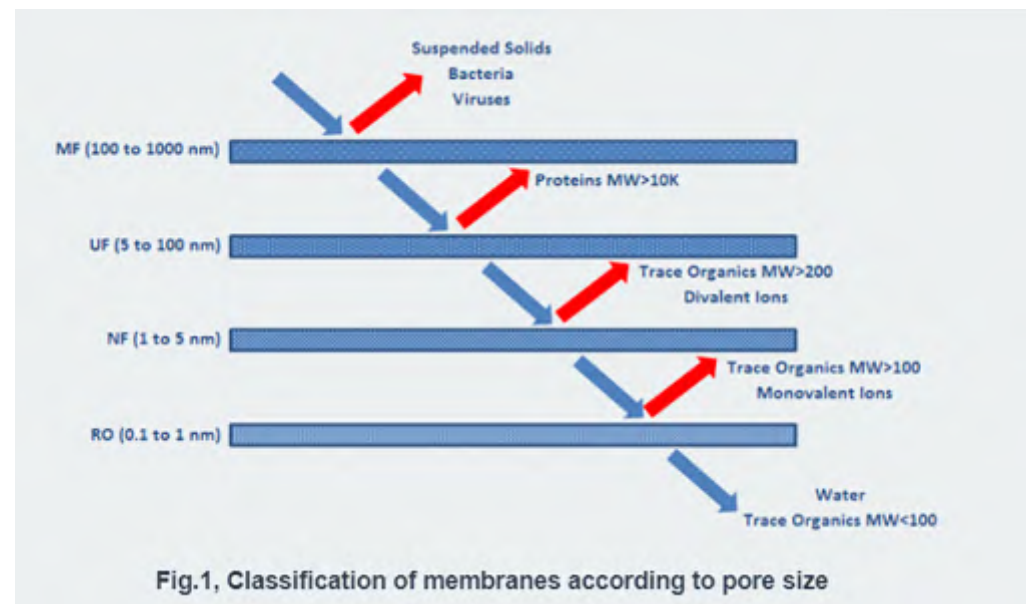 Suspended Solids
Bacteria
Viruses
MF (100 to 1000 nm)
Proteins MW>10K
UF (5 to 100 nm)
Trace Organics MW>200
Divalent Ions
NF (1 to 5 nm)
Trace Organics MW>100
Monovalent Ions
RO (0.1 to 1 nm)
Water
Trace Organics MW<100
Fig.1, Classification of membranes according to pore size